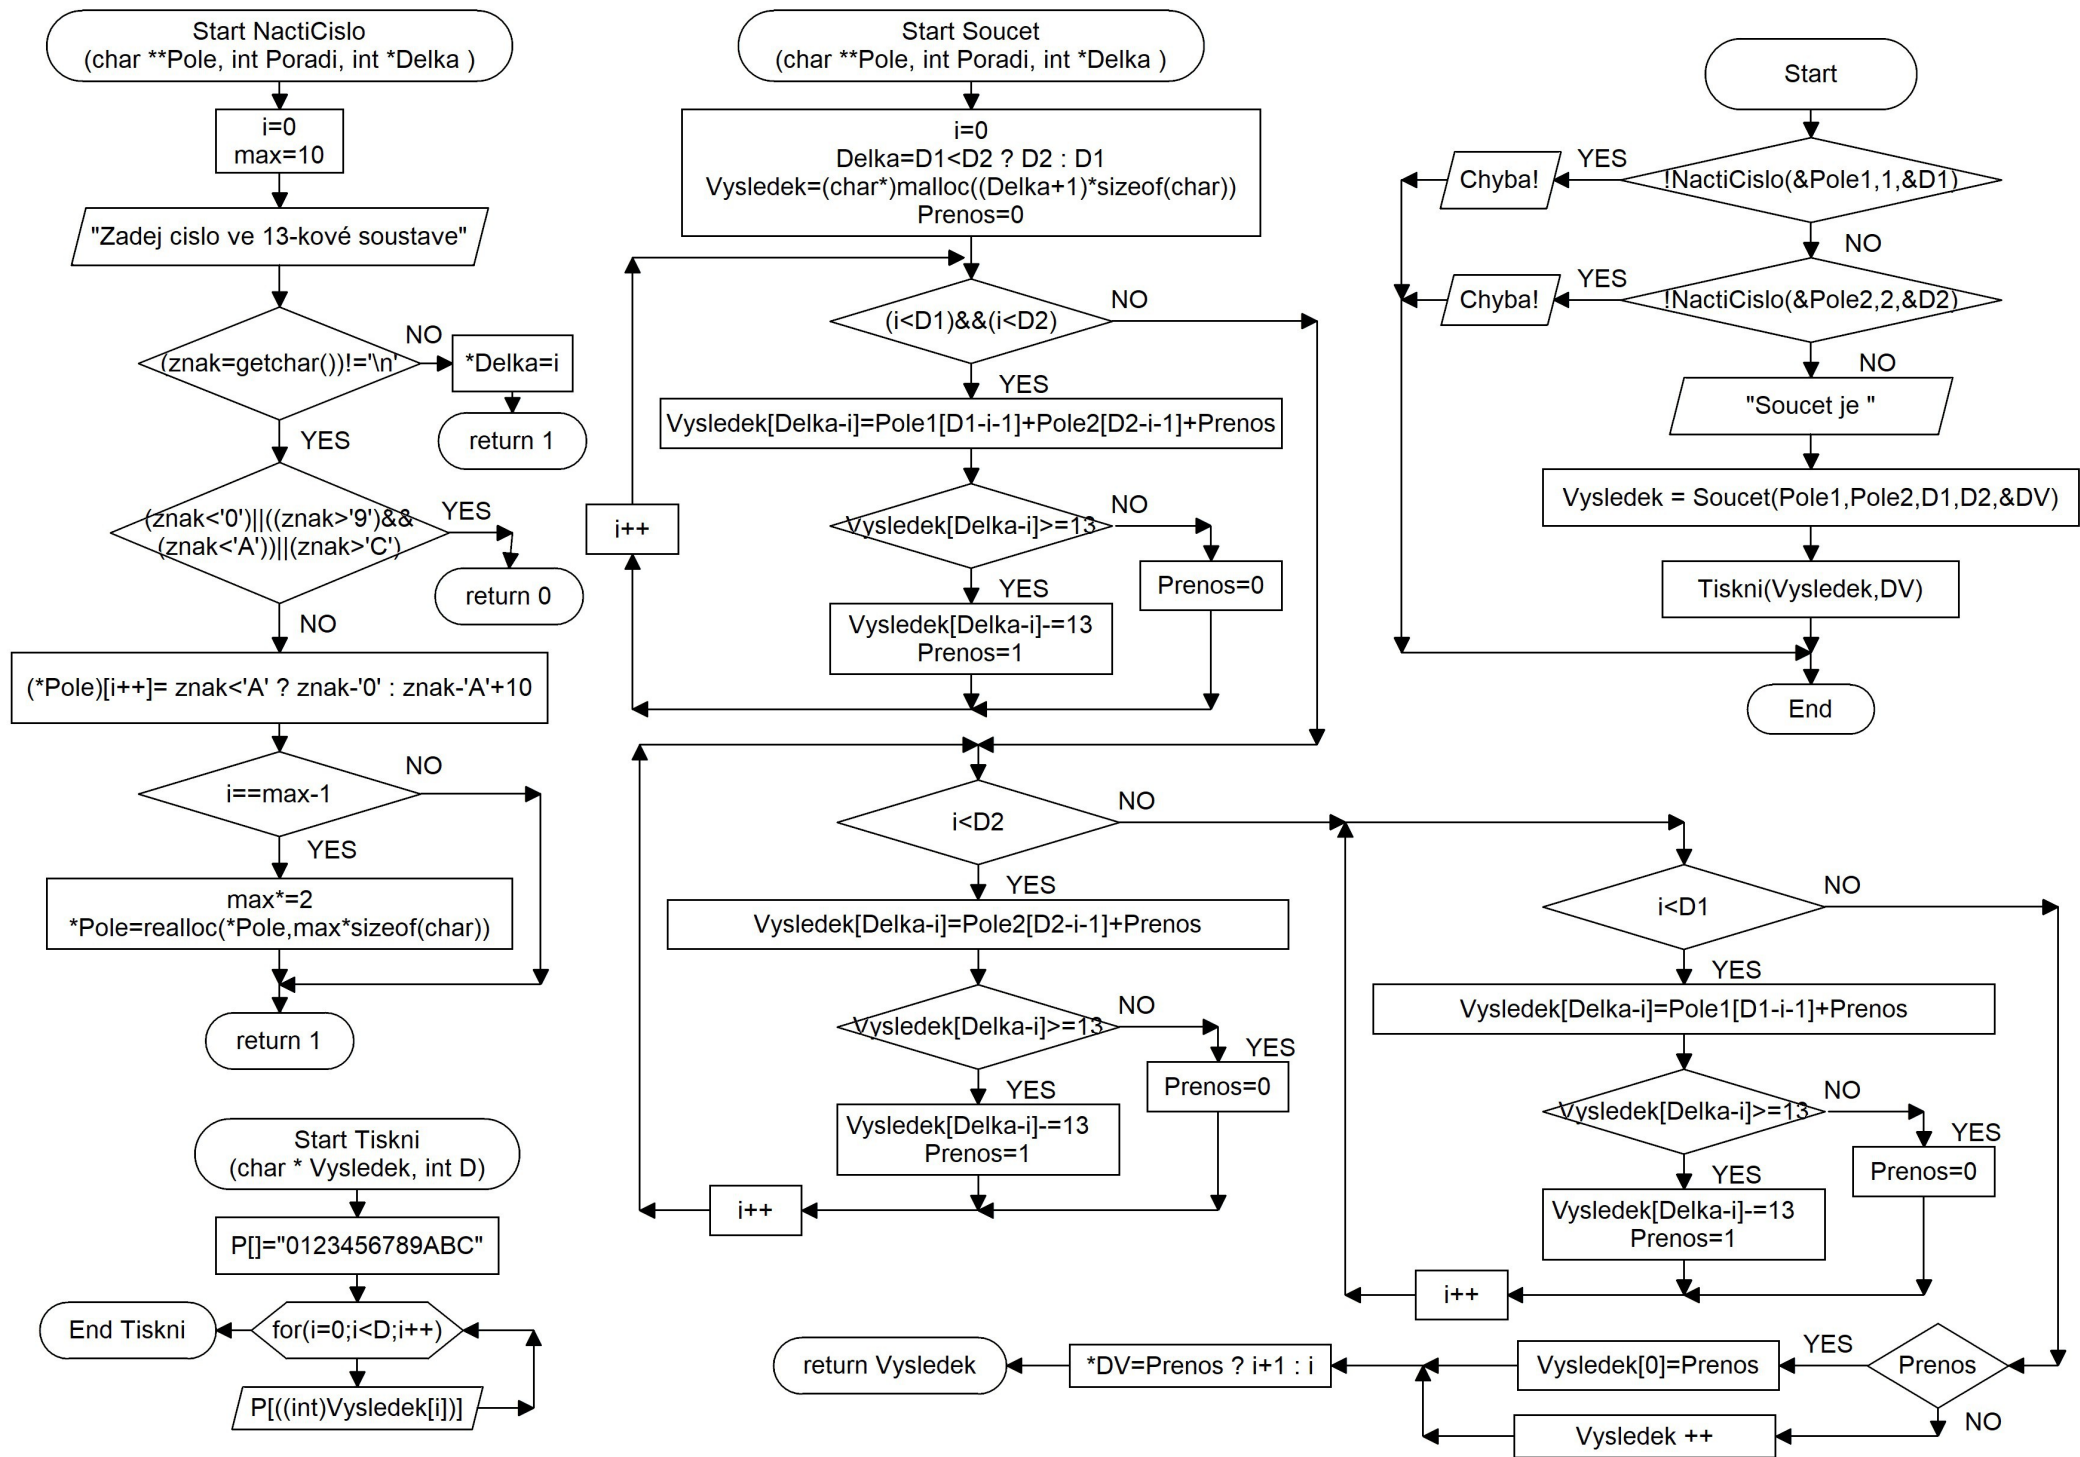 Start NactiCislo
(char **Pole, int Poradi, int *Delka )
i=0
max=10
"Zadej cislo ve 13-kové soustave"
(znak=getchar())!='\n'
NO
*Delka=i
return 1
YES
(znak<'0')||((znak>'9')&&
(znak<'A'))||(znak>'C')
YES
return 0
NO
(*Pole)[i++]= znak<'A' ? znak-'0' : znak-'A'+10
i==max-1
NO
YES
max*=2
*Pole=realloc(*Pole,max*sizeof(char))
return 1
Start Tiskni
(char * Vysledek, int D)
P[]="0123456789ABC"
for(i=0;i<D;i++)
End Tiskni
P[((int)Vysledek[i])]
Start Soucet
(char **Pole, int Poradi, int *Delka )
i=0
Delka=D1<D2 ? D2 : D1
Vysledek=(char*)malloc((Delka+1)*sizeof(char))
Prenos=0
(i<D1)&&(i<D2)
NO
YES
Vysledek[Delka-i]=Pole1[D1-i-1]+Pole2[D2-i-1]+Prenos
Vysledek[Delka-i]>=13
NO
Prenos=0
YES
Vysledek[Delka-i]-=13
Prenos=1
i++
i<D2
NO
YES
Vysledek[Delka-i]=Pole2[D2-i-1]+Prenos
Vysledek[Delka-i]>=13
NO
YES
Prenos=0
YES
Vysledek[Delka-i]-=13
Prenos=1
i++
i<D1
NO
YES
Vysledek[Delka-i]=Pole1[D1-i-1]+Prenos
Vysledek[Delka-i]>=13
NO
YES
Prenos=0
YES
Vysledek[Delka-i]-=13
Prenos=1
i++
Prenos
YES
Vysledek[0]=Prenos
NO
Vysledek ++
*DV=Prenos ? i+1 : i
return Vysledek
Start
!NactiCislo(&Pole1,1,&D1)
YES
Chyba!
NO
!NactiCislo(&Pole2,2,&D2)
YES
Chyba!
NO
"Soucet je "
Vysledek = Soucet(Pole1,Pole2,D1,D2,&DV)
Tiskni(Vysledek,DV)
End